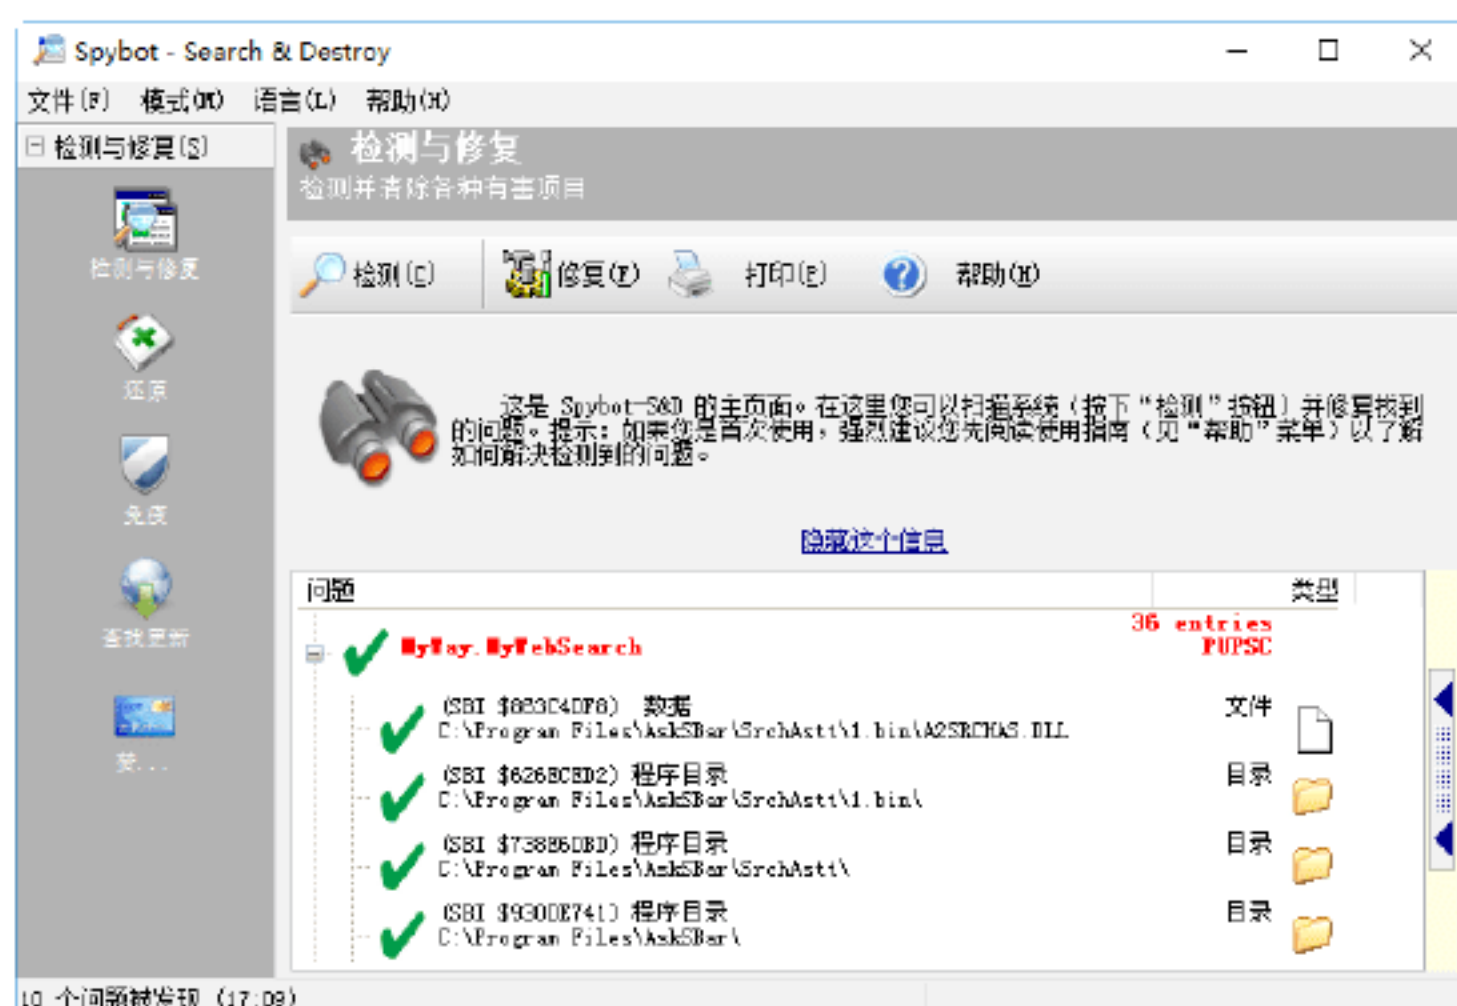 Spybot - Search & Destroy
文件(F) 模式(M) 语言(L) 帮助(H)
检测与修复(S)
检测与修复
检测并清除各种有害项目
检测与修复
还原
免疫
查找更新
赞...
检测(C) 修复(F) 打印(P) 帮助(H)
这是 Spybot-S&D 的主页面。在这里您可以扫描系统（按下“检测”按钮）并修复找到
的问题。提示：如果您是首次使用，强烈建议您先阅读使用指南（见“帮助”菜单）以了解
如何解决检测到的问题。
隐藏这个信息
问题 类型
MyWay.MyWebSearch 36 entries
PUPSC
(SBI 数据 文件
C:\Program Files\AskSBar\SrchAstt\1.bin\A2SRCHAS.DLL
(SBI 程序目录 目录
C:\Program Files\AskSBar\SrchAstt\1.bin\
(SBI 程序目录 目录
C:\Program Files\AskSBar\SrchAstt\
(SBI 程序目录 目录
C:\Program Files\AskSBar\
10 个问题被发现 (17:09)